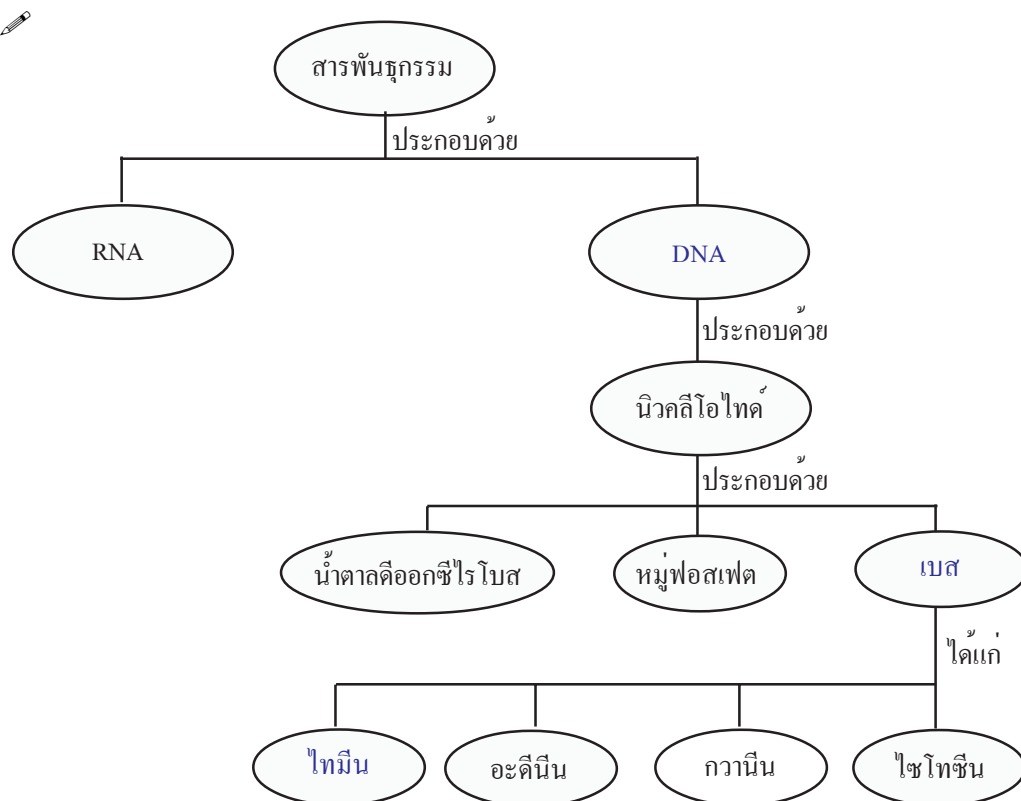 สารพันธุกรรม
ประกอบด้วย
RNA
DNA
ประกอบด้วย
นิวคลีโอไทด์
ประกอบด้วย
น้ำตาลดีออกซีไรโบส
หมู่ฟอสเฟต
เบส
ได้แก่
ไทมีน
อะดีนีน
กวานีน
ไซโทซีน